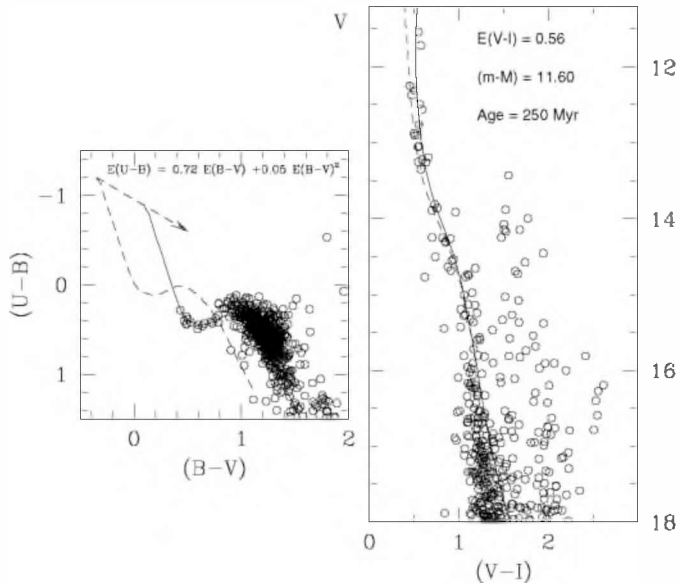 V
E(V-I) = 0.56
(m-M) = 11.60
Age = 250 Myr
12
14
16
18
0
1
2
(V-I)
E(U-B) = 0.72 E(B-V) +0.05 E(B-V)²
-1
0
1
(U-B)
0
1
2
(B-V)